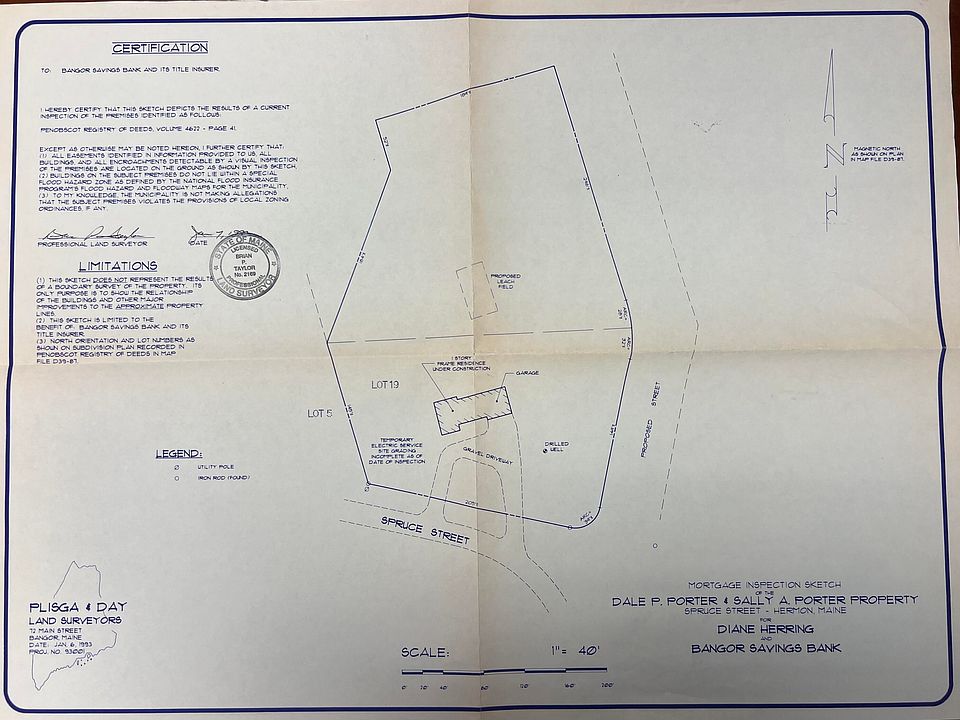 CERTIFICATION
TO: BANGOR SAVINGS BANK AND ITS TITLE INSURER.
I HEREBY CERTIFY THAT THIS SKETCH DEPICTS THE RESULTS OF A CURRENT
INSPECTION OF THE PREMISES IDENTIFIED AS FOLLOWS:
PENOBSCOT REGISTRY OF DEEDS, VOLUME 4622 - PAGE 41.
EXCEPT AS OTHERWISE MAY BE NOTED HEREON, I FURTHER CERTIFY THAT:
(1) ALL EASEMENTS IDENTIFIED IN INFORMATION PROVIDED TO US, ALL
BUILDINGS, AND ALL ENCROACHMENTS DETECTABLE BY A VISUAL INSPECTION
OF THE PREMISES ARE LOCATED ON THE GROUND AS SHOWN BY THIS SKETCH.
(2) BUILDINGS ON THE SUBJECT PREMISES DO NOT LIE WITHIN A SPECIAL
FLOOD HAZARD ZONE AS DEFINED BY THE NATIONAL FLOOD INSURANCE
PROGRAM'S FLOOD HAZARD AND FLOODWAY MAPS FOR THE MUNICIPALITY.
(3) TO MY KNOWLEDGE, THE MUNICIPALITY IS NOT MAKING ALLEGATIONS
THAT THE SUBJECT PREMISES VIOLATES THE PROVISIONS OF LOCAL ZONING
ORDINANCES, IF ANY.
PROFESSIONAL LAND SURVEYOR
DATE
STATE OF MAINE
LICENSED
BRIAN
P.
TAYLOR
No. 2189
PROFESSIONAL
LAND SURVEYOR
LIMITATIONS
(1) THIS SKETCH DOES NOT REPRESENT THE RESULTS
OF A BOUNDARY SURVEY OF THE PROPERTY. ITS
ONLY PURPOSE IS TO SHOW THE RELATIONSHIP
OF THE BUILDINGS AND OTHER MAJOR
IMPROVEMENTS TO THE APPROXIMATE PROPERTY
LINES.
(2) THIS SKETCH IS LIMITED TO THE
BENEFIT OF: BANGOR SAVINGS BANK AND ITS
TITLE INSURER
(3) NORTH ORIENTATION AND LOT NUMBERS AS
SHOWN ON SUBDIVISION PLAN RECORDED IN
PENOBSCOT REGISTRY OF DEEDS IN MAP
FILE D39-87.
MAGNETIC NORTH
AS SHOWN ON PLAN
IN MAP FILE D39-87.
PROPOSED
LEACH
FIELD
1 STORY
FRAME RESIDENCE
UNDER CONSTRUCTION
GARAGE
LOT 19
LOT 5
TEMPORARY
ELECTRIC SERVICE
SITE GRADING
INCOMPLETE AS OF
DATE OF INSPECTION
GRAVEL DRIVEWAY
DRILLED
WELL
PROPOSED STREET
SPRUCE STREET
LEGEND:
UTILITY POLE
IRON ROD (FOUND)
PLISGA & DAY
LAND SURVEYORS
72 MAIN STREET
BANGOR, MAINE
DATE: JAN. 6, 1993
PROJ. NO. 93001
SCALE: 1"= 40'
0' 20' 40' 80' 120' 160' 200'
MORTGAGE INSPECTION SKETCH
OF THE
DALE P. PORTER & SALLY A. PORTER PROPERTY
SPRUCE STREET - HERMON, MAINE
FOR
DIANE HERRING
AND
BANGOR SAVINGS BANK